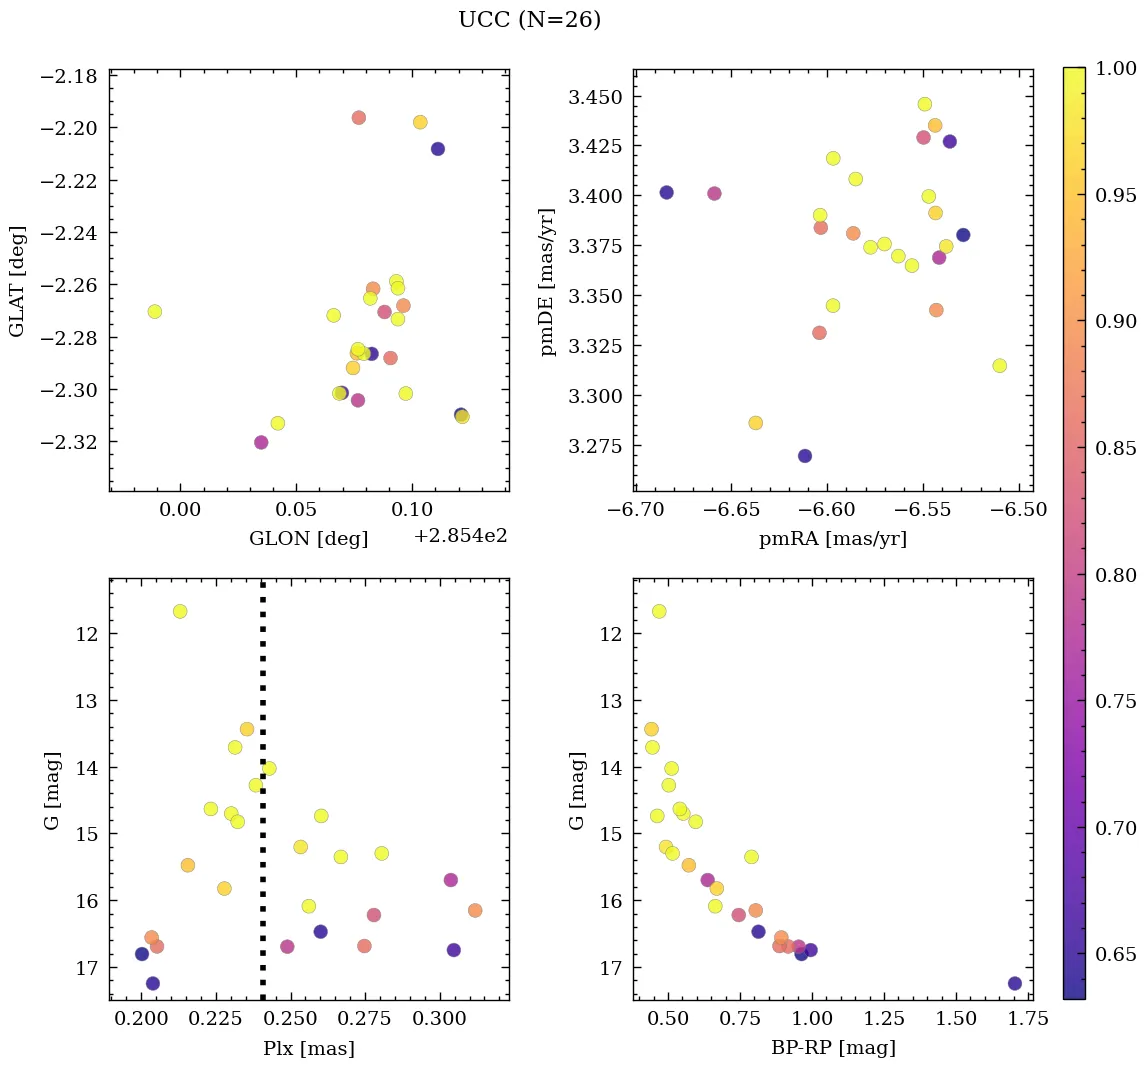 UCC (N=26)
−2.18
−2.20
−2.22
−2.24
−2.26
−2.28
−2.30
−2.32
GLAT [deg]
0.00 0.05 0.10
GLON [deg] +2.854e2
3.450
3.425
3.400
3.375
3.350
3.325
3.300
3.275
pmDE [mas/yr]
−6.70 −6.65 −6.60 −6.55 −6.50
pmRA [mas/yr]
12
13
14
15
16
17
G [mag]
0.200 0.225 0.250 0.275 0.300
Plx [mas]
12
13
14
15
16
17
G [mag]
0.50 0.75 1.00 1.25 1.50 1.75
BP-RP [mag]
1.00
0.95
0.90
0.85
0.80
0.75
0.70
0.65